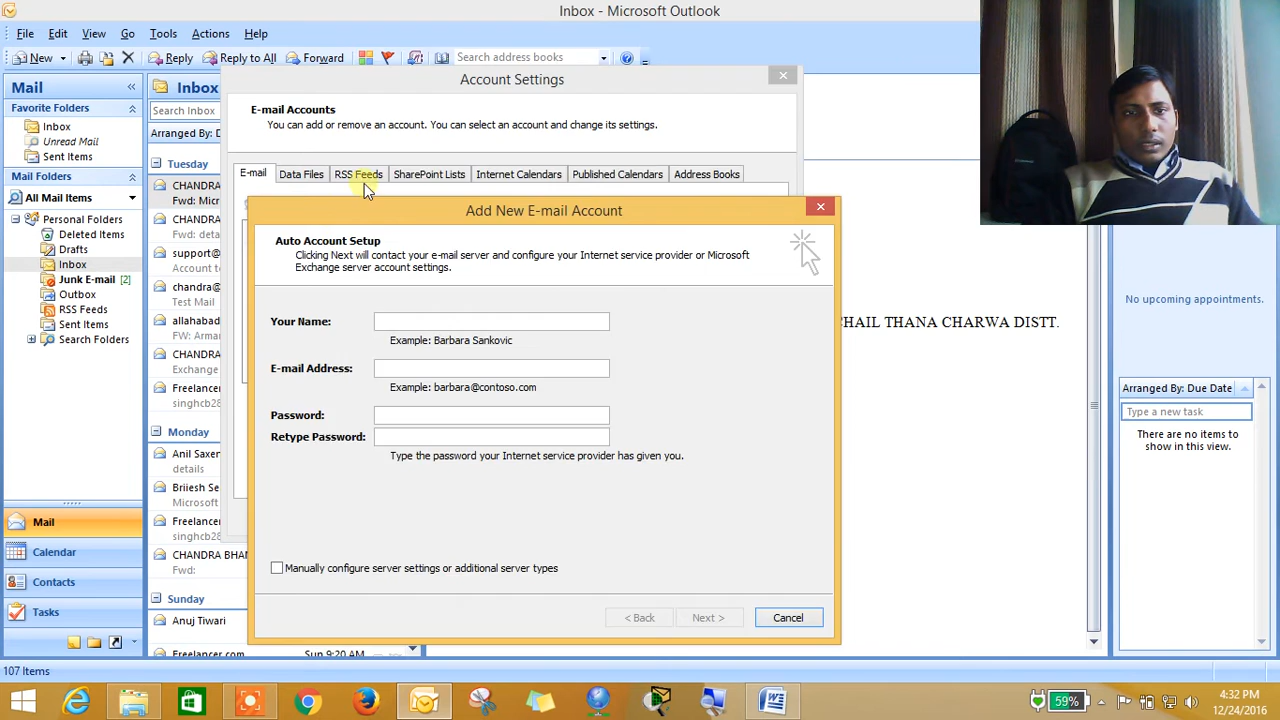 Inbox - Microsoft Outlook
File Edit View Go Tools Actions Help
New Reply Reply to All Forward Search address books
Mail «
Favorite Folders
Inbox
Unread Mail
Sent Items
Mail Folders
All Mail Items
Personal Folders
Deleted Items
Drafts
Inbox
Junk E-mail [2]
Outbox
RSS Feeds
Sent Items
Search Folders
Mail
Calendar
Contacts
Tasks
Inbox
Search Inbox
Arranged By: D
Tuesday
CHANDRA
Fwd: Micr
CHANDRA
Fwd: deta
support@
Account to
chandra@
Test Mail
allahabad
FW: Arman
CHANDRA
Exchange
Freelancer
singhcb28
Monday
Anil Saxen
details
Brijesh Se
Microsoft
Freelancer
singhcb28
CHANDRA BHAN
Fwd:
Sunday
Anuj Tiwari
Freelancer.com Sun 9:20 AM
Account Settings
E-mail Accounts
You can add or remove an account. You can select an account and change its settings.
E-mail Data Files RSS Feeds SharePoint Lists Internet Calendars Published Calendars Address Books
Add New E-mail Account
Auto Account Setup
Clicking Next will contact your e-mail server and configure your Internet service provider or Microsoft
Exchange server account settings.
Your Name:
Example: Barbara Sankovic
E-mail Address:
Example: barbara@contoso.com
Password:
Retype Password:
Type the password your Internet service provider has given you.
Manually configure server settings or additional server types
< Back Next > Cancel
CHAIL THANA CHARWA DISTT.
No upcoming appointments.
Arranged By: Due Date
Type a new task
There are no items to
show in this view.
107 Items
59%
4:32 PM
12/24/2016